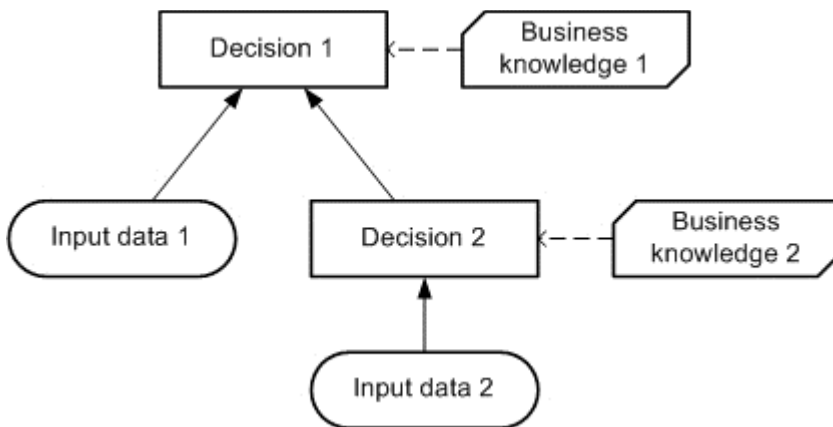 Decision 1
Business
knowledge 1
Input data 1
Decision 2
Business
knowledge 2
Input data 2